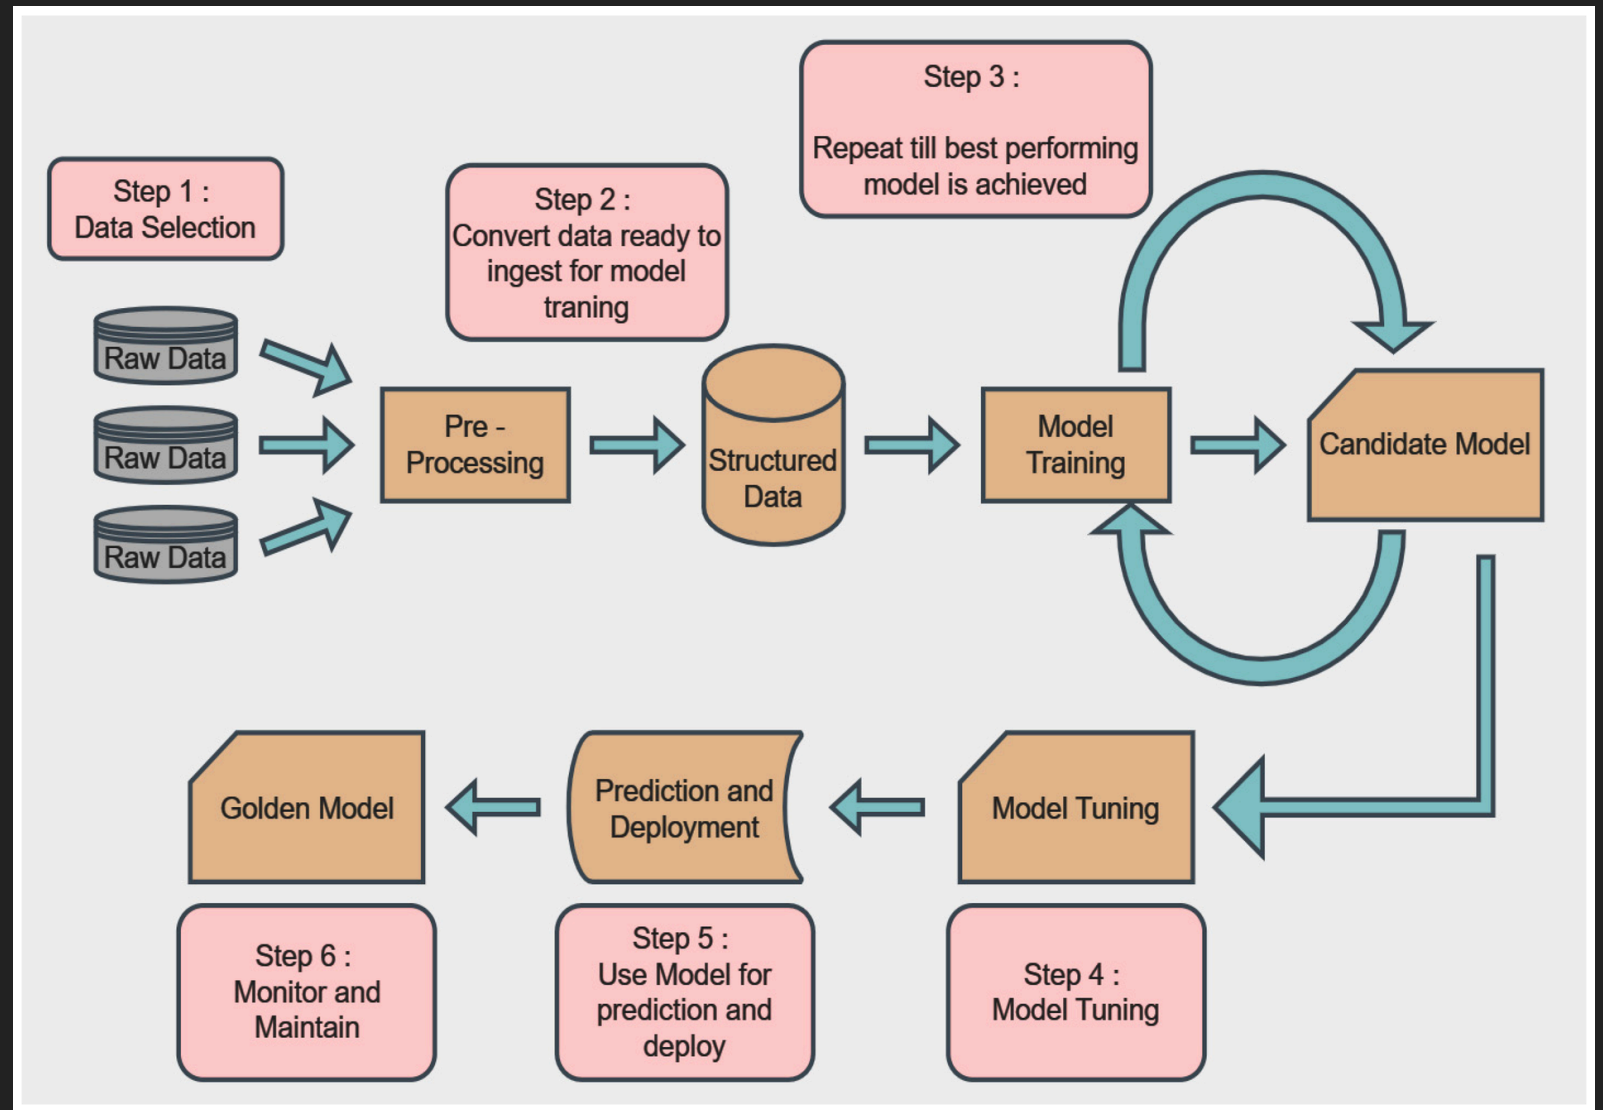 Step 1 :
Data Selection
Raw Data
Raw Data
Raw Data
Step 2 :
Convert data ready to
ingest for model
traning
Pre -
Processing
Structured
Data
Step 3 :
Repeat till best performing
model is achieved
Model
Training
Candidate Model
Model Tuning
Step 4 :
Model Tuning
Prediction and
Deployment
Step 5 :
Use Model for
prediction and
deploy
Golden Model
Step 6 :
Monitor and
Maintain